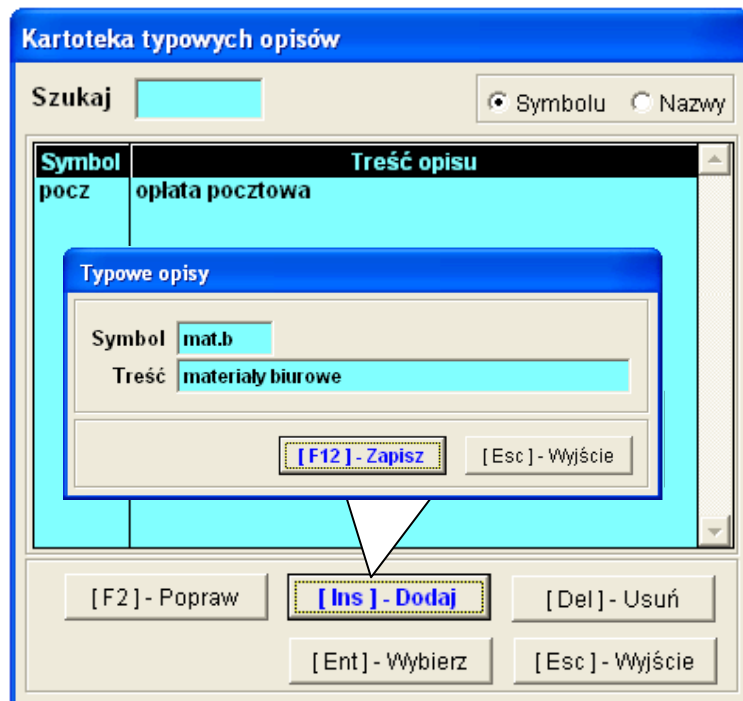 Kartoteka typowych opisów
Szukaj Symbolu Nazwy
Symbol Treść opisu
pocz opłata pocztowa
Typowe opisy
Symbol mat.b
Treść materiały biurowe
[ F12 ] - Zapisz [ Esc ] - Wyjście
[ F2 ] - Popraw [ Ins ] - Dodaj [ Del ] - Usuń
[ Ent ] - Wybierz [ Esc ] - Wyjście